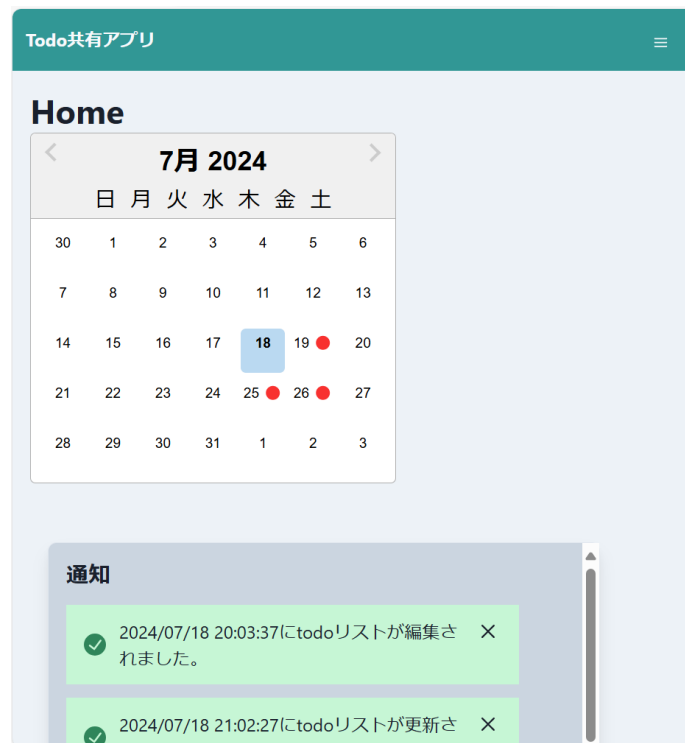 Todo共有アプリ
Home
7月 2024
日 月 火 水 木 金 土
30 1 2 3 4 5 6
7 8 9 10 11 12 13
14 15 16 17 18 19 20
21 22 23 24 25 26 27
28 29 30 31 1 2 3
通知
2024/07/18 20:03:37にtodoリストが編集さ
れました。
2024/07/18 21:02:27にtodoリストが更新さ